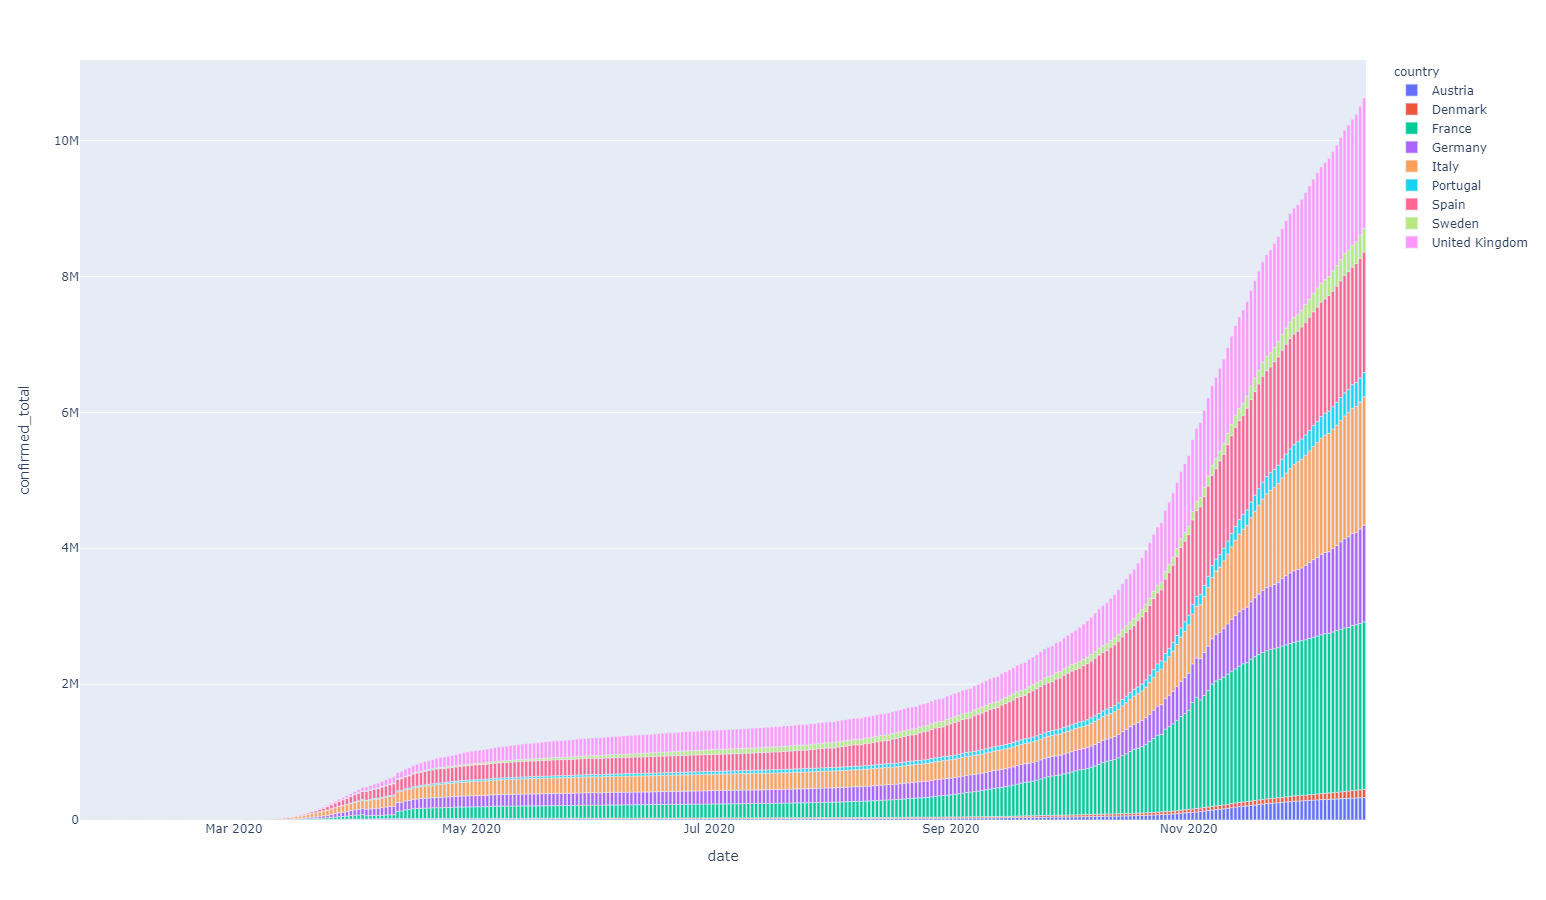 country
Austria
Denmark
France
Germany
Italy
Portugal
Spain
Sweden
United Kingdom
10M
8M
6M
4M
2M
0
confirmed_total
Mar 2020
May 2020
Jul 2020
Sep 2020
Nov 2020
date